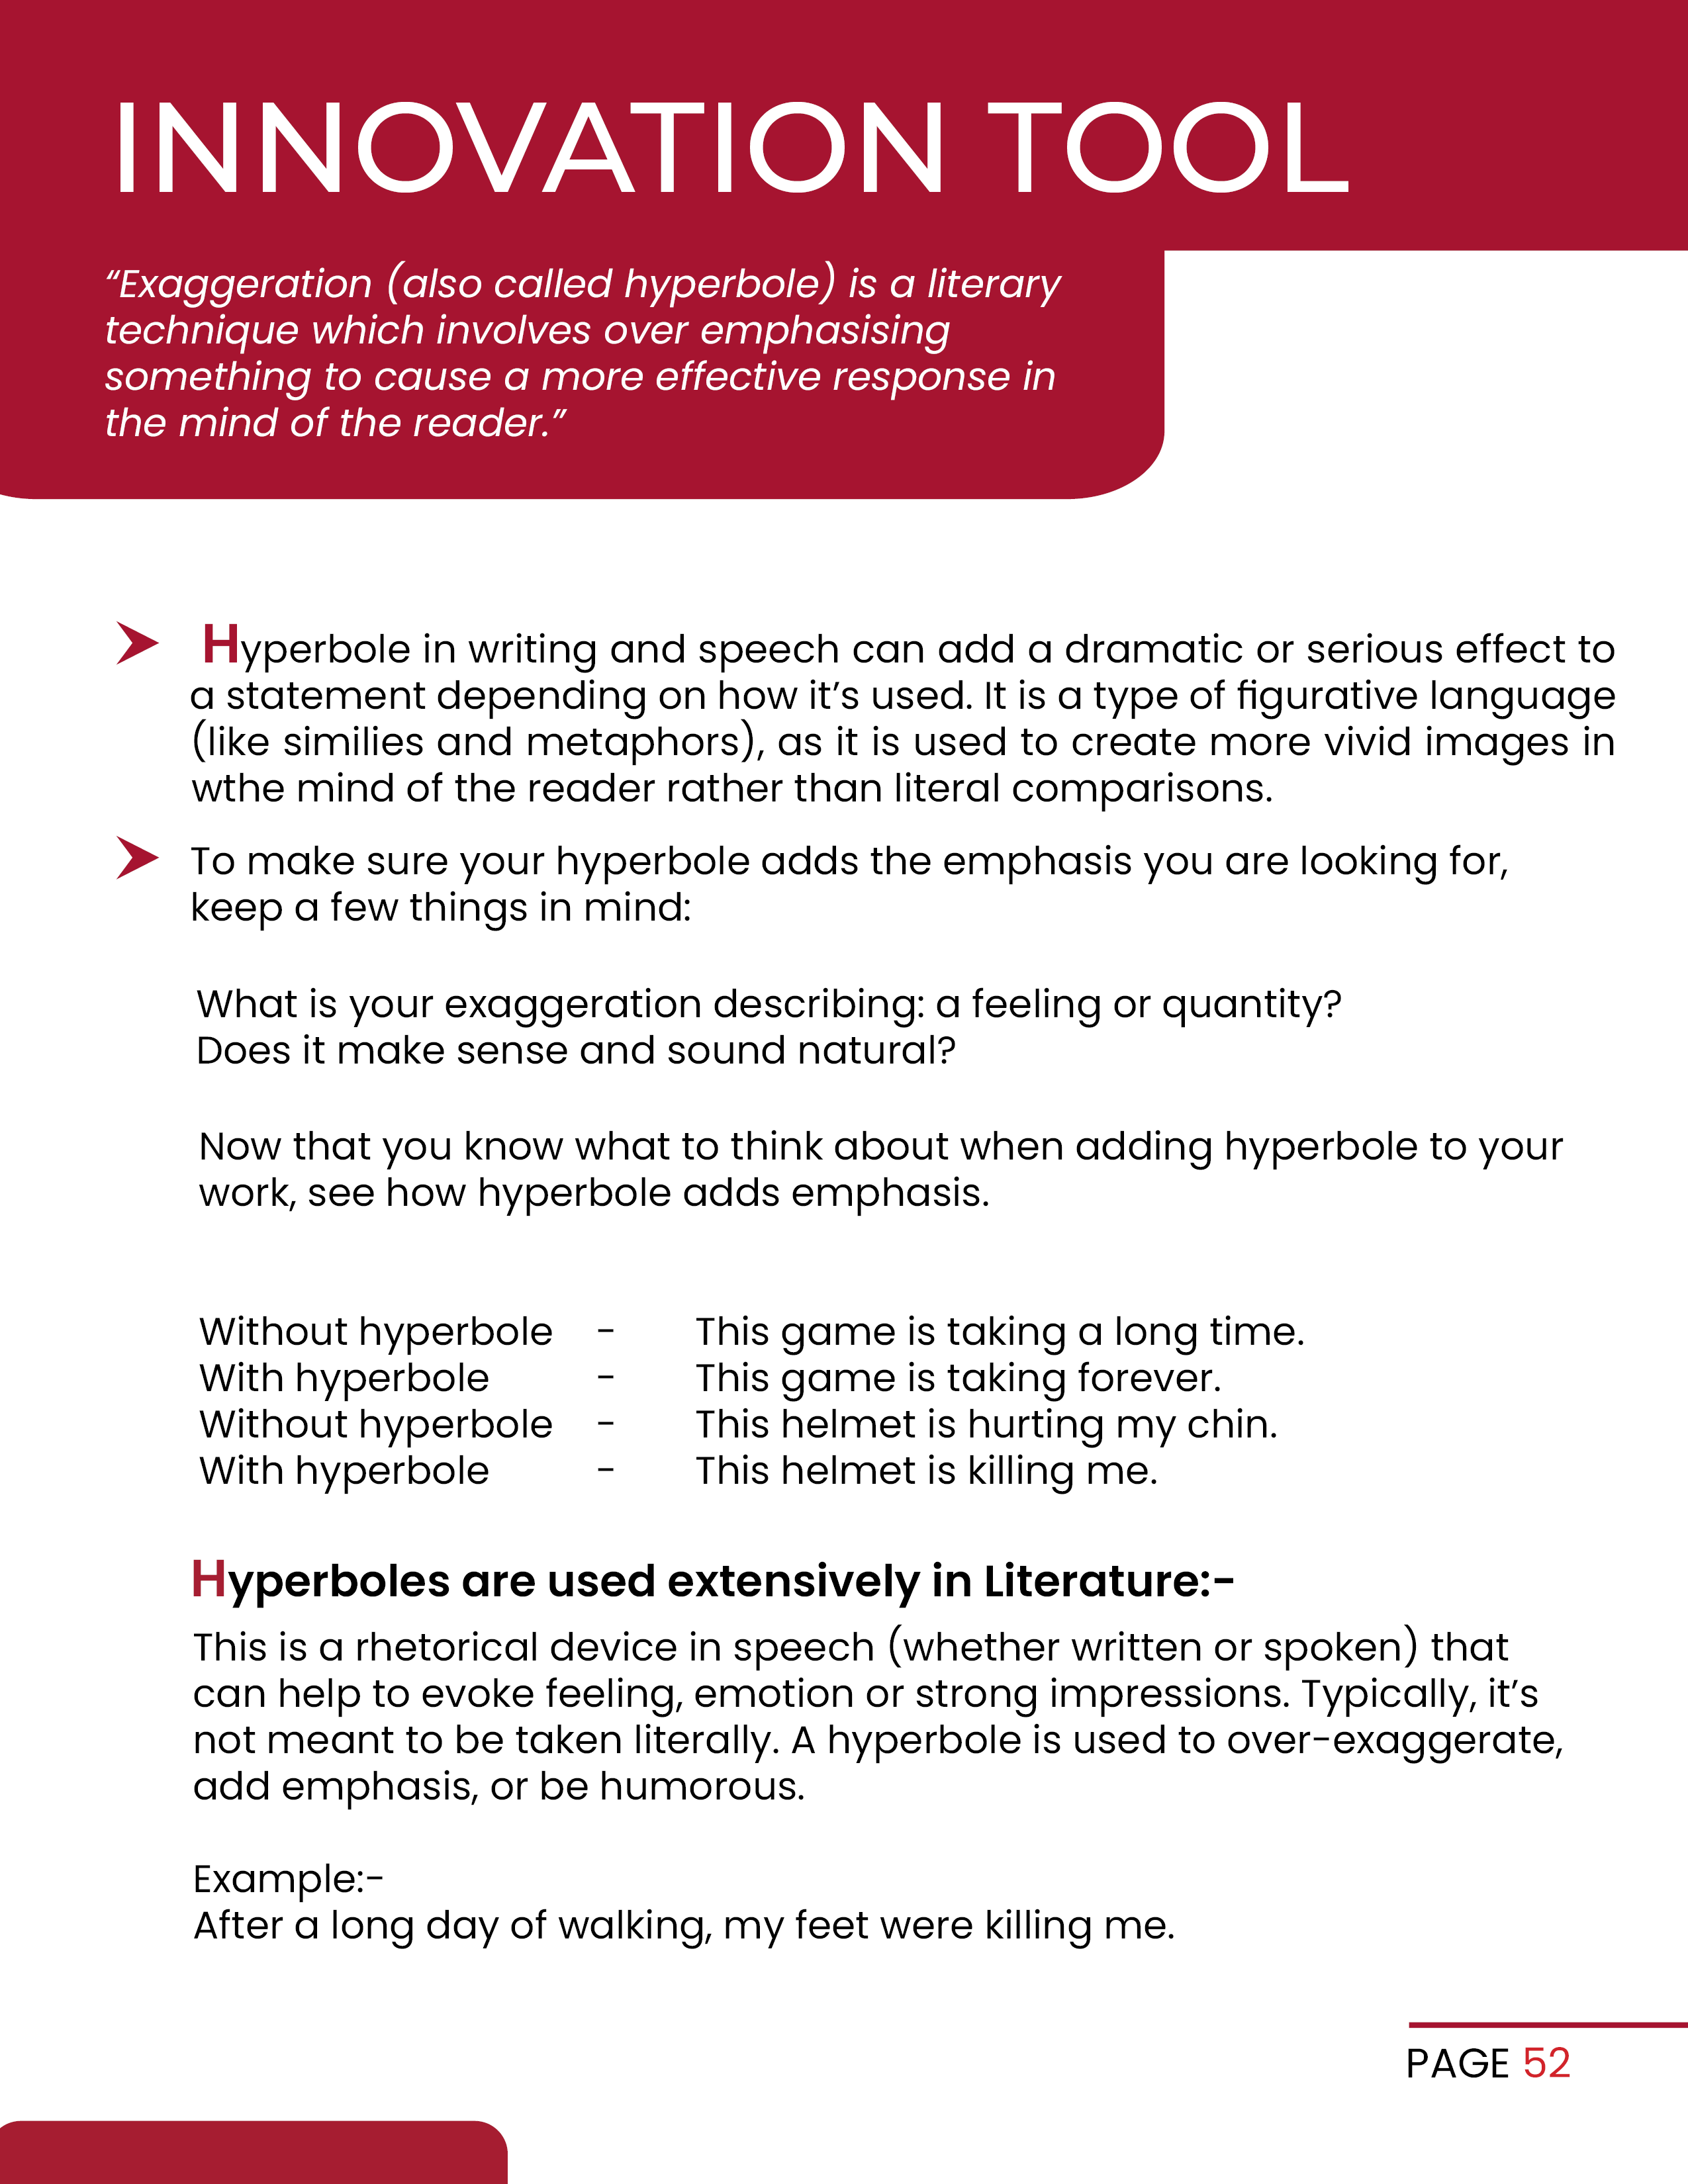 INNOVATION TOOL
“Exaggeration (also called hyperbole) is a literary
technique which involves over emphasising
something to cause a more effective response in
the mind of the reader.”
Hyperbole in writing and speech can add a dramatic or serious effect to
a statement depending on how it’s used. It is a type of figurative language
(like similies and metaphors), as it is used to create more vivid images in
wthe mind of the reader rather than literal comparisons.
To make sure your hyperbole adds the emphasis you are looking for,
keep a few things in mind:
What is your exaggeration describing: a feeling or quantity?
Does it make sense and sound natural?
Now that you know what to think about when adding hyperbole to your
work, see how hyperbole adds emphasis.
Without hyperbole - This game is taking a long time.
With hyperbole - This game is taking forever.
Without hyperbole - This helmet is hurting my chin.
With hyperbole - This helmet is killing me.
Hyperboles are used extensively in Literature:-
This is a rhetorical device in speech (whether written or spoken) that
can help to evoke feeling, emotion or strong impressions. Typically, it’s
not meant to be taken literally. A hyperbole is used to over-exaggerate,
add emphasis, or be humorous.
Example:-
After a long day of walking, my feet were killing me.
PAGE 52